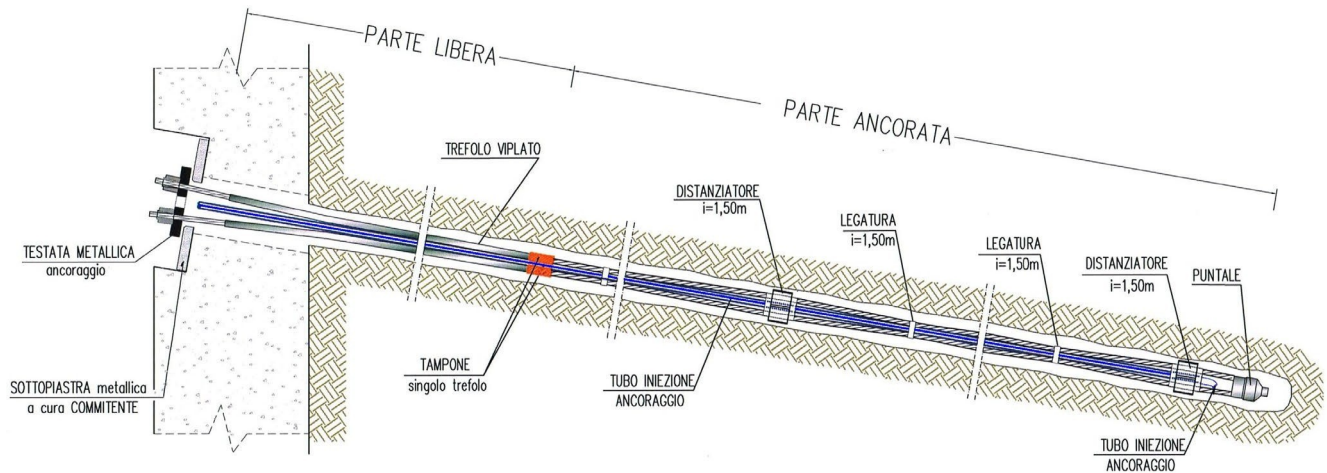 PARTE LIBERA
PARTE ANCORATA
TREFOLO VIPLATO
DISTANZIATORE
i=1,50m
LEGATURA
i=1,50m
LEGATURA
i=1,50m
DISTANZIATORE
i=1,50m
PUNTALE
TESTATA METALLICA
ancoraggio
SOTTOPIASTRA metallica
a cura COMMITENTE
TAMPONE
singolo trefolo
TUBO INIEZIONE
ANCORAGGIO
TUBO INIEZIONE
ANCORAGGIO